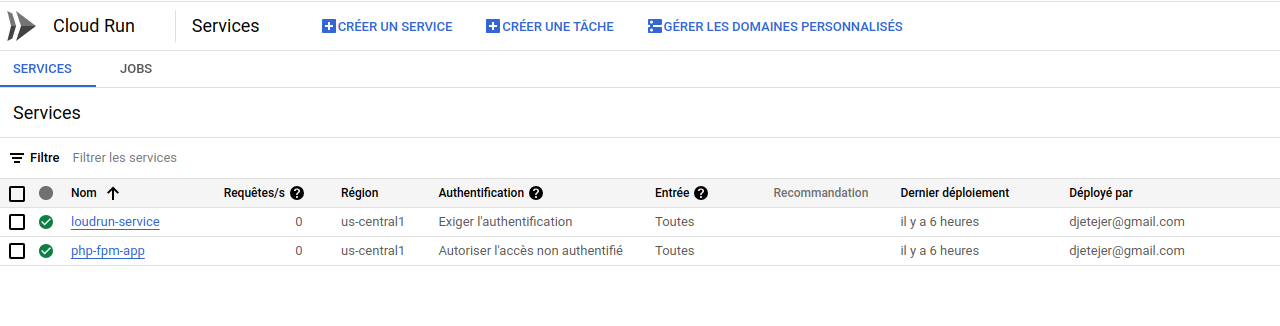 Cloud Run Services CRÉER UN SERVICE CRÉER UNE TÂCHE GÉRER LES DOMAINES PERSONNALISÉS
SERVICES JOBS
Services
Filtre Filtrer les services
Nom Requêtes/s ? Région Authentification ? Entrée ? Recommandation Dernier déploiement Déployé par
loudrun-service 0 us-central1 Exiger l'authentification Toutes il y a 6 heures djetejer@gmail.com
php-fpm-app 0 us-central1 Autoriser l'accès non authentifié Toutes il y a 6 heures djetejer@gmail.com